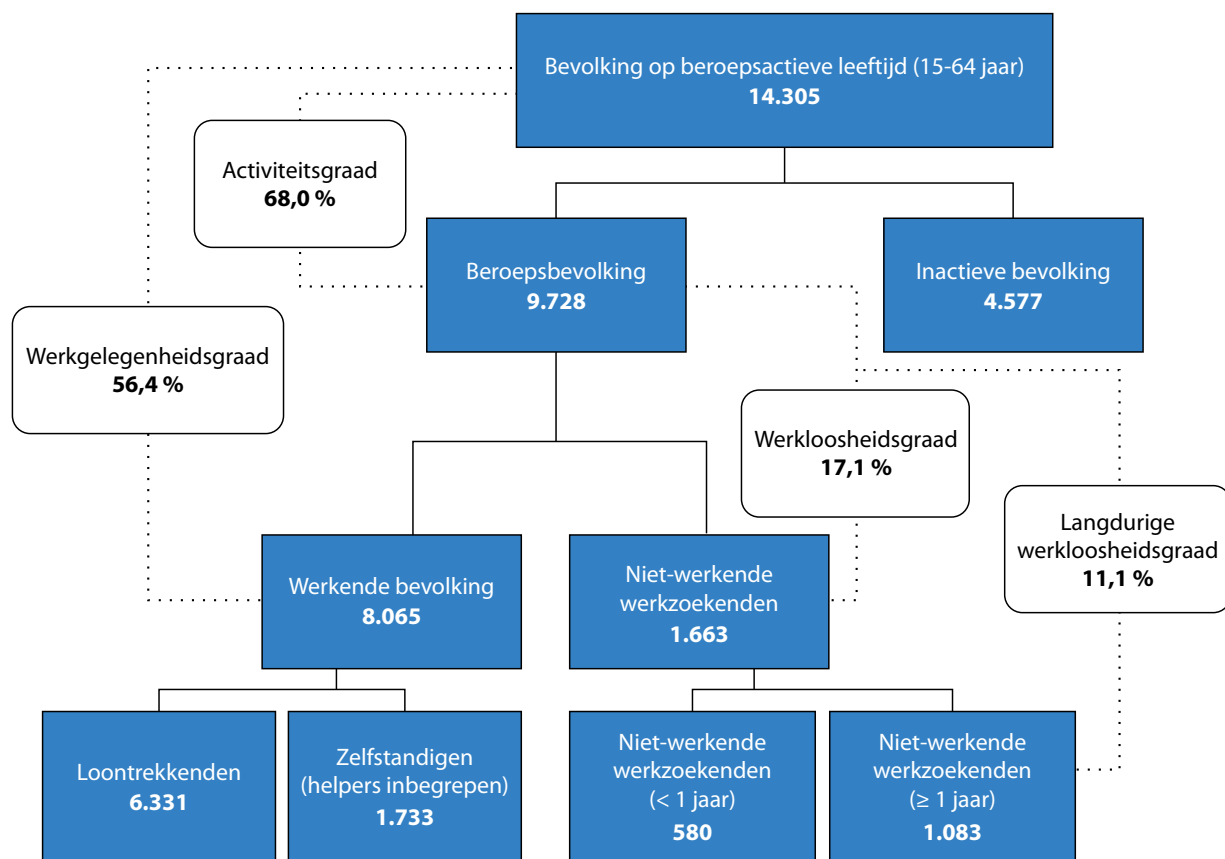 Bevolking op beroepsactieve leeftijd (15-64 jaar)
14.305
Activiteitsgraad
68,0 %
Beroepsbevolking
9.728
Inactieve bevolking
4.577
Werkgelegenheidsgraad
56,4 %
Werkloosheidsgraad
17,1 %
Langdurige
werkloosheidsgraad
11,1 %
Werkende bevolking
8.065
Niet-werkende
werkzoekenden
1.663
Loontrekkenden
6.331
Zelfstandigen
(helpers inbegrepen)
1.733
Niet-werkende
werkzoekenden
(< 1 jaar)
580
Niet-werkende
werkzoekenden
(≥ 1 jaar)
1.083